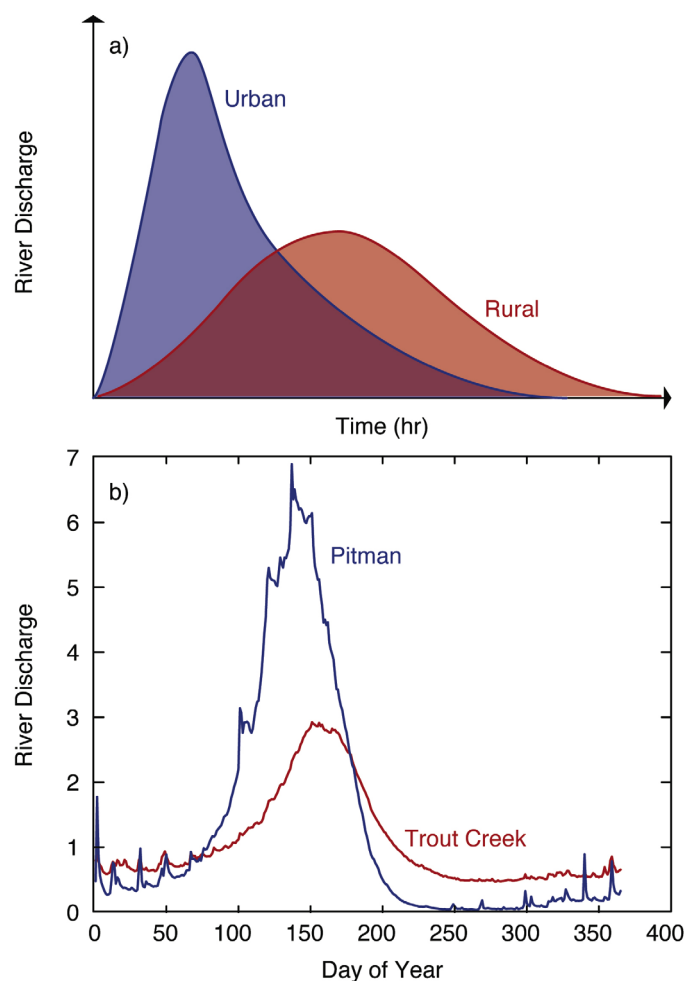 a)
Urban
River Discharge
Rural
Time (hr)
7
b)
6
Pitman
5
4
River Discharge
3
2
Trout Creek
1
0
0 50 100 150 200 250 300 350 400
Day of Year